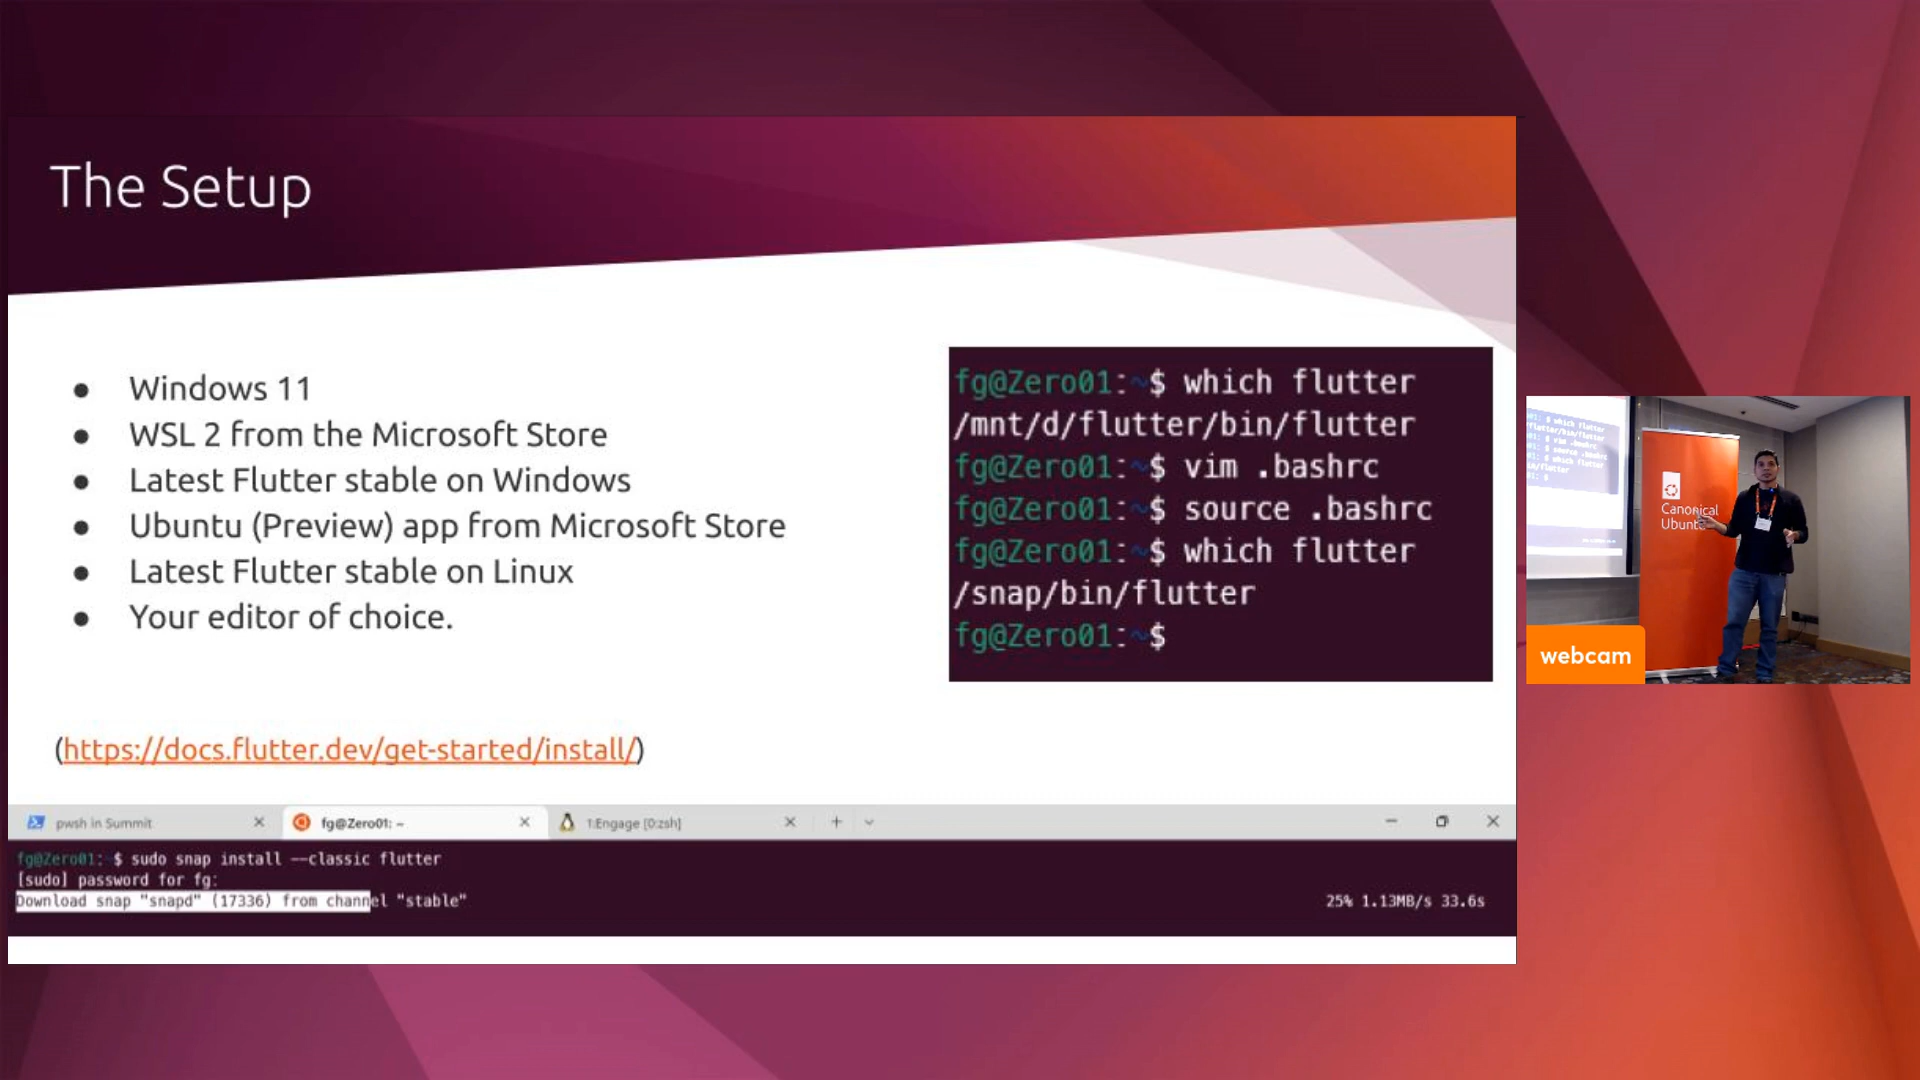 The Setup
● Windows 11
● WSL 2 from the Microsoft Store
● Latest Flutter stable on Windows
● Ubuntu (Preview) app from Microsoft Store
● Latest Flutter stable on Linux
● Your editor of choice.
(https://docs.flutter.dev/get-started/install/)
fg@Zero01:~$ which flutter
/mnt/d/flutter/bin/flutter
fg@Zero01:~$ vim .bashrc
fg@Zero01:~$ source .bashrc
fg@Zero01:~$ which flutter
/snap/bin/flutter
fg@Zero01:~$
pwsh in Summit
fg@Zero01: ~
1:Engage [0:zsh]
fg@Zero01:~$ sudo snap install --classic flutter
[sudo] password for fg:
Download snap "snapd" (17336) from channel "stable" 25% 1.13MB/s 33.6s
Canonical
Ubuntu
webcam